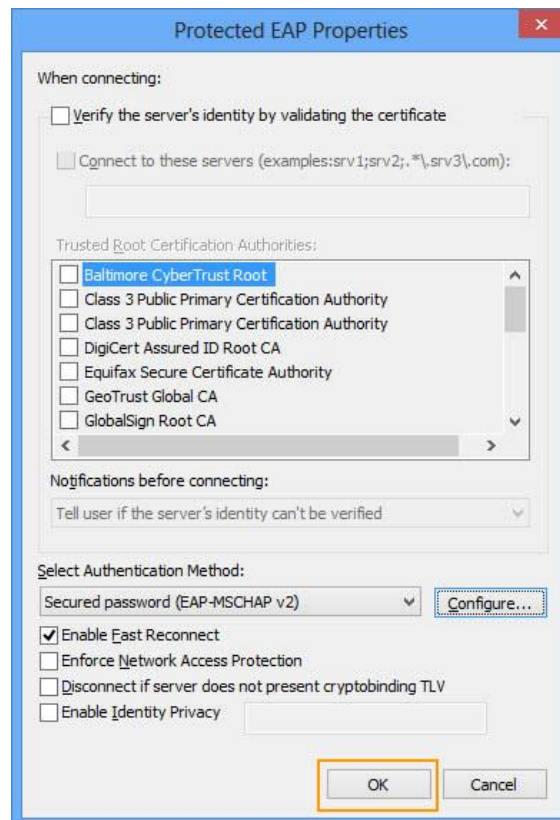 Protected EAP Properties
When connecting:
Verify the server's identity by validating the certificate
Connect to these servers (examples:srv1;srv2;.*\.srv3\.com):
Trusted Root Certification Authorities:
Baltimore CyberTrust Root
Class 3 Public Primary Certification Authority
Class 3 Public Primary Certification Authority
DigiCert Assured ID Root CA
Equifax Secure Certificate Authority
GeoTrust Global CA
GlobalSign Root CA
Notifications before connecting:
Tell user if the server's identity can't be verified
Select Authentication Method:
Secured password (EAP-MSCHAP v2)
Configure...
Enable Fast Reconnect
Enforce Network Access Protection
Disconnect if server does not present cryptobinding TLV
Enable Identity Privacy
OK Cancel